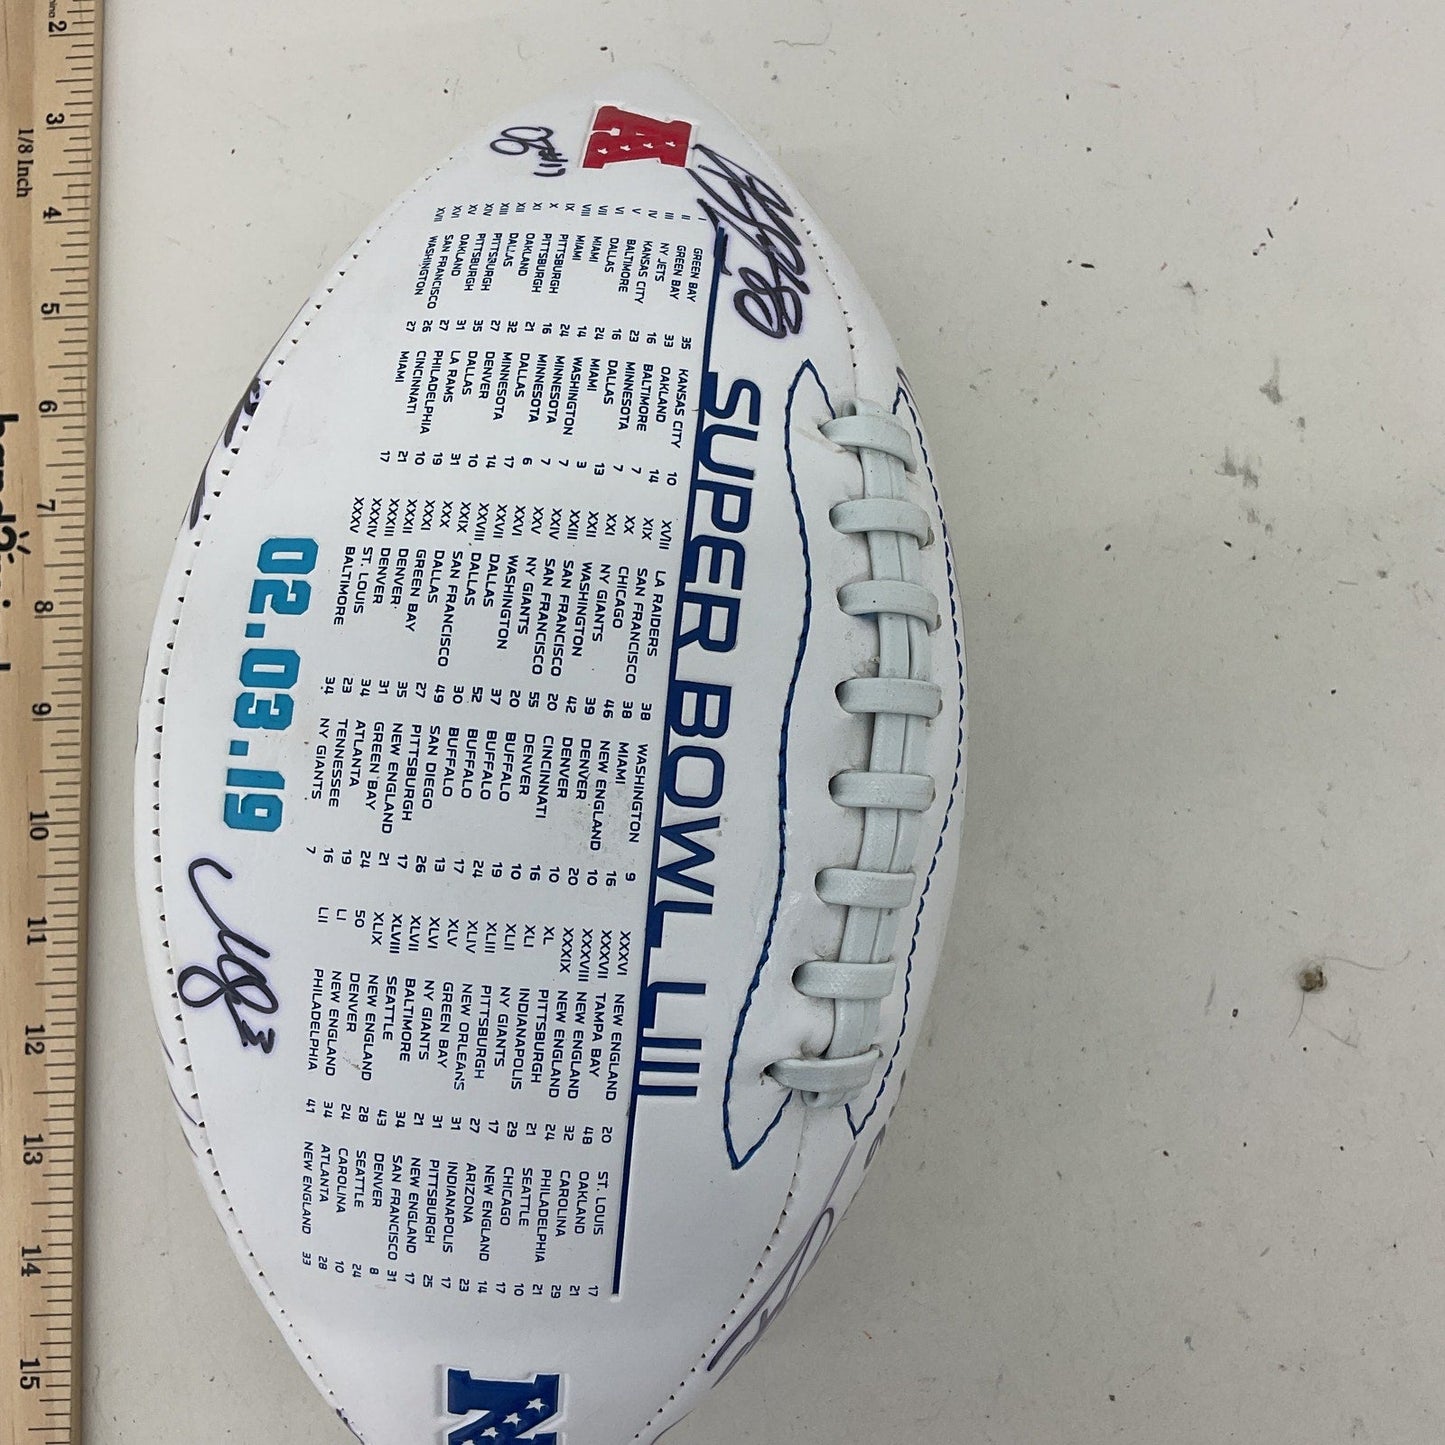 SUPER BOWL LIII
I GREEN BAY 35 KANSAS CITY 10
II GREEN BAY 33 OAKLAND 14
III NY JETS 16 BALTIMORE 7
IV KANSAS CITY 23 MINNESOTA 7
V BALTIMORE 16 DALLAS 13
VI DALLAS 24 MIAMI 3
VII MIAMI 14 WASHINGTON 7
VIII MIAMI 24 MINNESOTA 7
IX PITTSBURGH 16 MINNESOTA 6
X PITTSBURGH 21 DALLAS 17
XI OAKLAND 32 MINNESOTA 14
XII DALLAS 27 DENVER 10
XIII PITTSBURGH 35 DALLAS 31
XIV PITTSBURGH 31 LA RAMS 19
XV OAKLAND 27 PHILADELPHIA 10
XVI SAN FRANCISCO 26 CINCINNATI 21
XVII WASHINGTON 27 MIAMI 17
XVIII LA RAIDERS 38 WASHINGTON 9
XIX SAN FRANCISCO 38 MIAMI 16
XX CHICAGO 46 NEW ENGLAND 10
XXI NY GIANTS 39 DENVER 20
XXII WASHINGTON 42 DENVER 10
XXIII SAN FRANCISCO 20 CINCINNATI 16
XXIV SAN FRANCISCO 55 DENVER 10
XXV NY GIANTS 20 BUFFALO 19
XXVI WASHINGTON 37 BUFFALO 24
XXVII DALLAS 52 BUFFALO 17
XXVIII DALLAS 30 BUFFALO 13
XXIX SAN FRANCISCO 49 SAN DIEGO 26
XXX DALLAS 27 PITTSBURGH 17
XXXI GREEN BAY 35 NEW ENGLAND 21
XXXII DENVER 31 GREEN BAY 24
XXXIII DENVER 34 ATLANTA 19
XXXIV ST. LOUIS 23 TENNESSEE 16
XXXV BALTIMORE 34 NY GIANTS 7
XXXVI NEW ENGLAND 20 ST. LOUIS 17
XXXVII TAMPA BAY 48 OAKLAND 21
XXXVIII NEW ENGLAND 32 CAROLINA 29
XXXIX NEW ENGLAND 24 PHILADELPHIA 21
XL PITTSBURGH 21 SEATTLE 10
XLI INDIANAPOLIS 29 CHICAGO 17
XLII NY GIANTS 17 NEW ENGLAND 14
XLIII PITTSBURGH 27 ARIZONA 23
XLIV NEW ORLEANS 31 INDIANAPOLIS 17
XLV GREEN BAY 31 PITTSBURGH 25
XLVI NY GIANTS 21 NEW ENGLAND 17
XLVII BALTIMORE 34 SAN FRANCISCO 31
XLVIII SEATTLE 43 DENVER 8
XLIX NEW ENGLAND 28 SEATTLE 24
50 DENVER 24 CAROLINA 10
LI NEW ENGLAND 34 ATLANTA 28
LII PHILADELPHIA 41 NEW ENGLAND 33
02.03.19
A
N
1/8 Inch
2
3
4
5
6
7
8
9
10
11
12
13
14
15